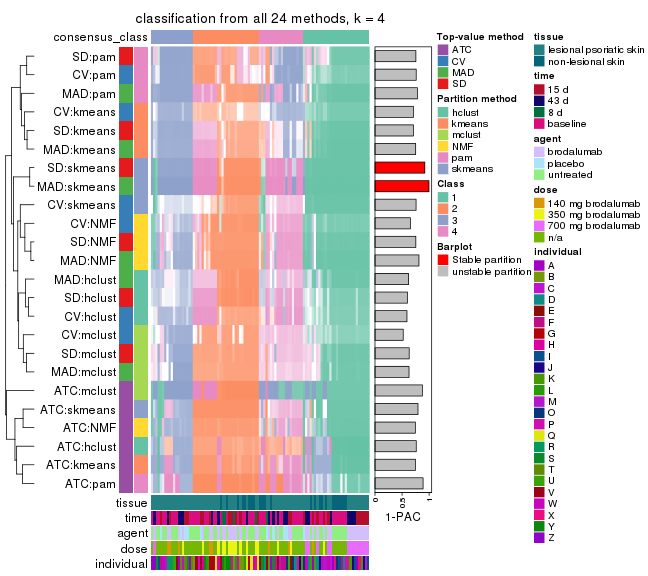 classification from all 24 methods, k = 4
consensus_class
SD:pam
CV:pam
MAD:pam
CV:kmeans
SD:kmeans
MAD:kmeans
SD:skmeans
MAD:skmeans
CV:skmeans
CV:NMF
SD:NMF
MAD:NMF
MAD:hclust
SD:hclust
CV:hclust
CV:mclust
SD:mclust
MAD:mclust
ATC:mclust
ATC:skmeans
ATC:NMF
ATC:hclust
ATC:kmeans
ATC:pam
tissue
time
agent
dose
individual
0
0.5
1
1-PAC
Top-value method
ATC
CV
MAD
SD
Partition method
hclust
kmeans
mclust
NMF
pam
skmeans
Class
1
2
3
4
Barplot
Stable partition
unstable partition
tissue
lesional psoriatic skin
non-lesional skin
time
15 d
43 d
8 d
baseline
agent
brodalumab
placebo
untreated
dose
140 mg brodalumab
350 mg brodalumab
700 mg brodalumab
n/a
individual
A
B
C
D
E
F
G
H
I
J
K
L
M
O
P
Q
R
S
T
U
V
W
X
Y
Z